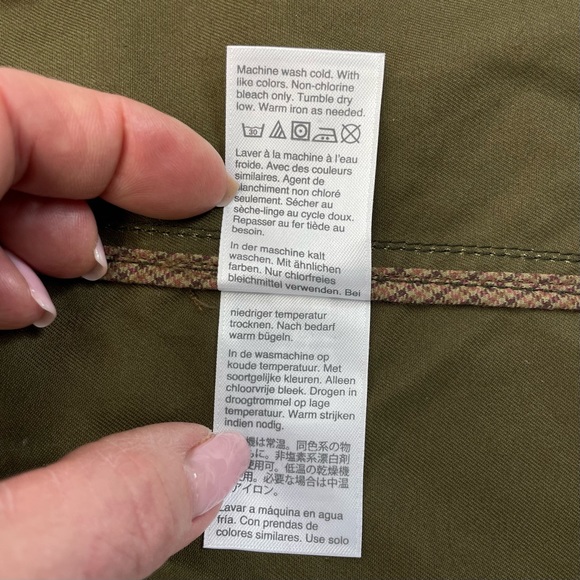 Machine wash cold. With
like colors. Non-chlorine
bleach only. Tumble dry
low. Warm iron as needed.
30
Laver à la machine à l'eau
froide. Avec des couleurs
similaires. Agent de
blanchiment non chloré
seulement. Sécher au
sèche-linge au cycle doux.
Repasser au fer tiède au
besoin.
In der maschine kalt
waschen. Mit ähnlichen
farben. Nur chlorfreies
bleichmittel verwenden. Bei
niedriger temperatur
trocknen. Nach bedarf
warm bügeln.
In de wasmachine op
koude temperatuur. Met
soortgelijke kleuren. Alleen
chloorvrije bleek. Drogen in
droogtrommel op lage
temperatuur. Warm strijken
indien nodig.
機は常温。同色系の物
に。非塩素系漂白剤
使用可。低温の乾燥機
使用。必要な場合は中温
アイロン。
Lavar a máquina en agua
fría. Con prendas de
colores similares. Use solo